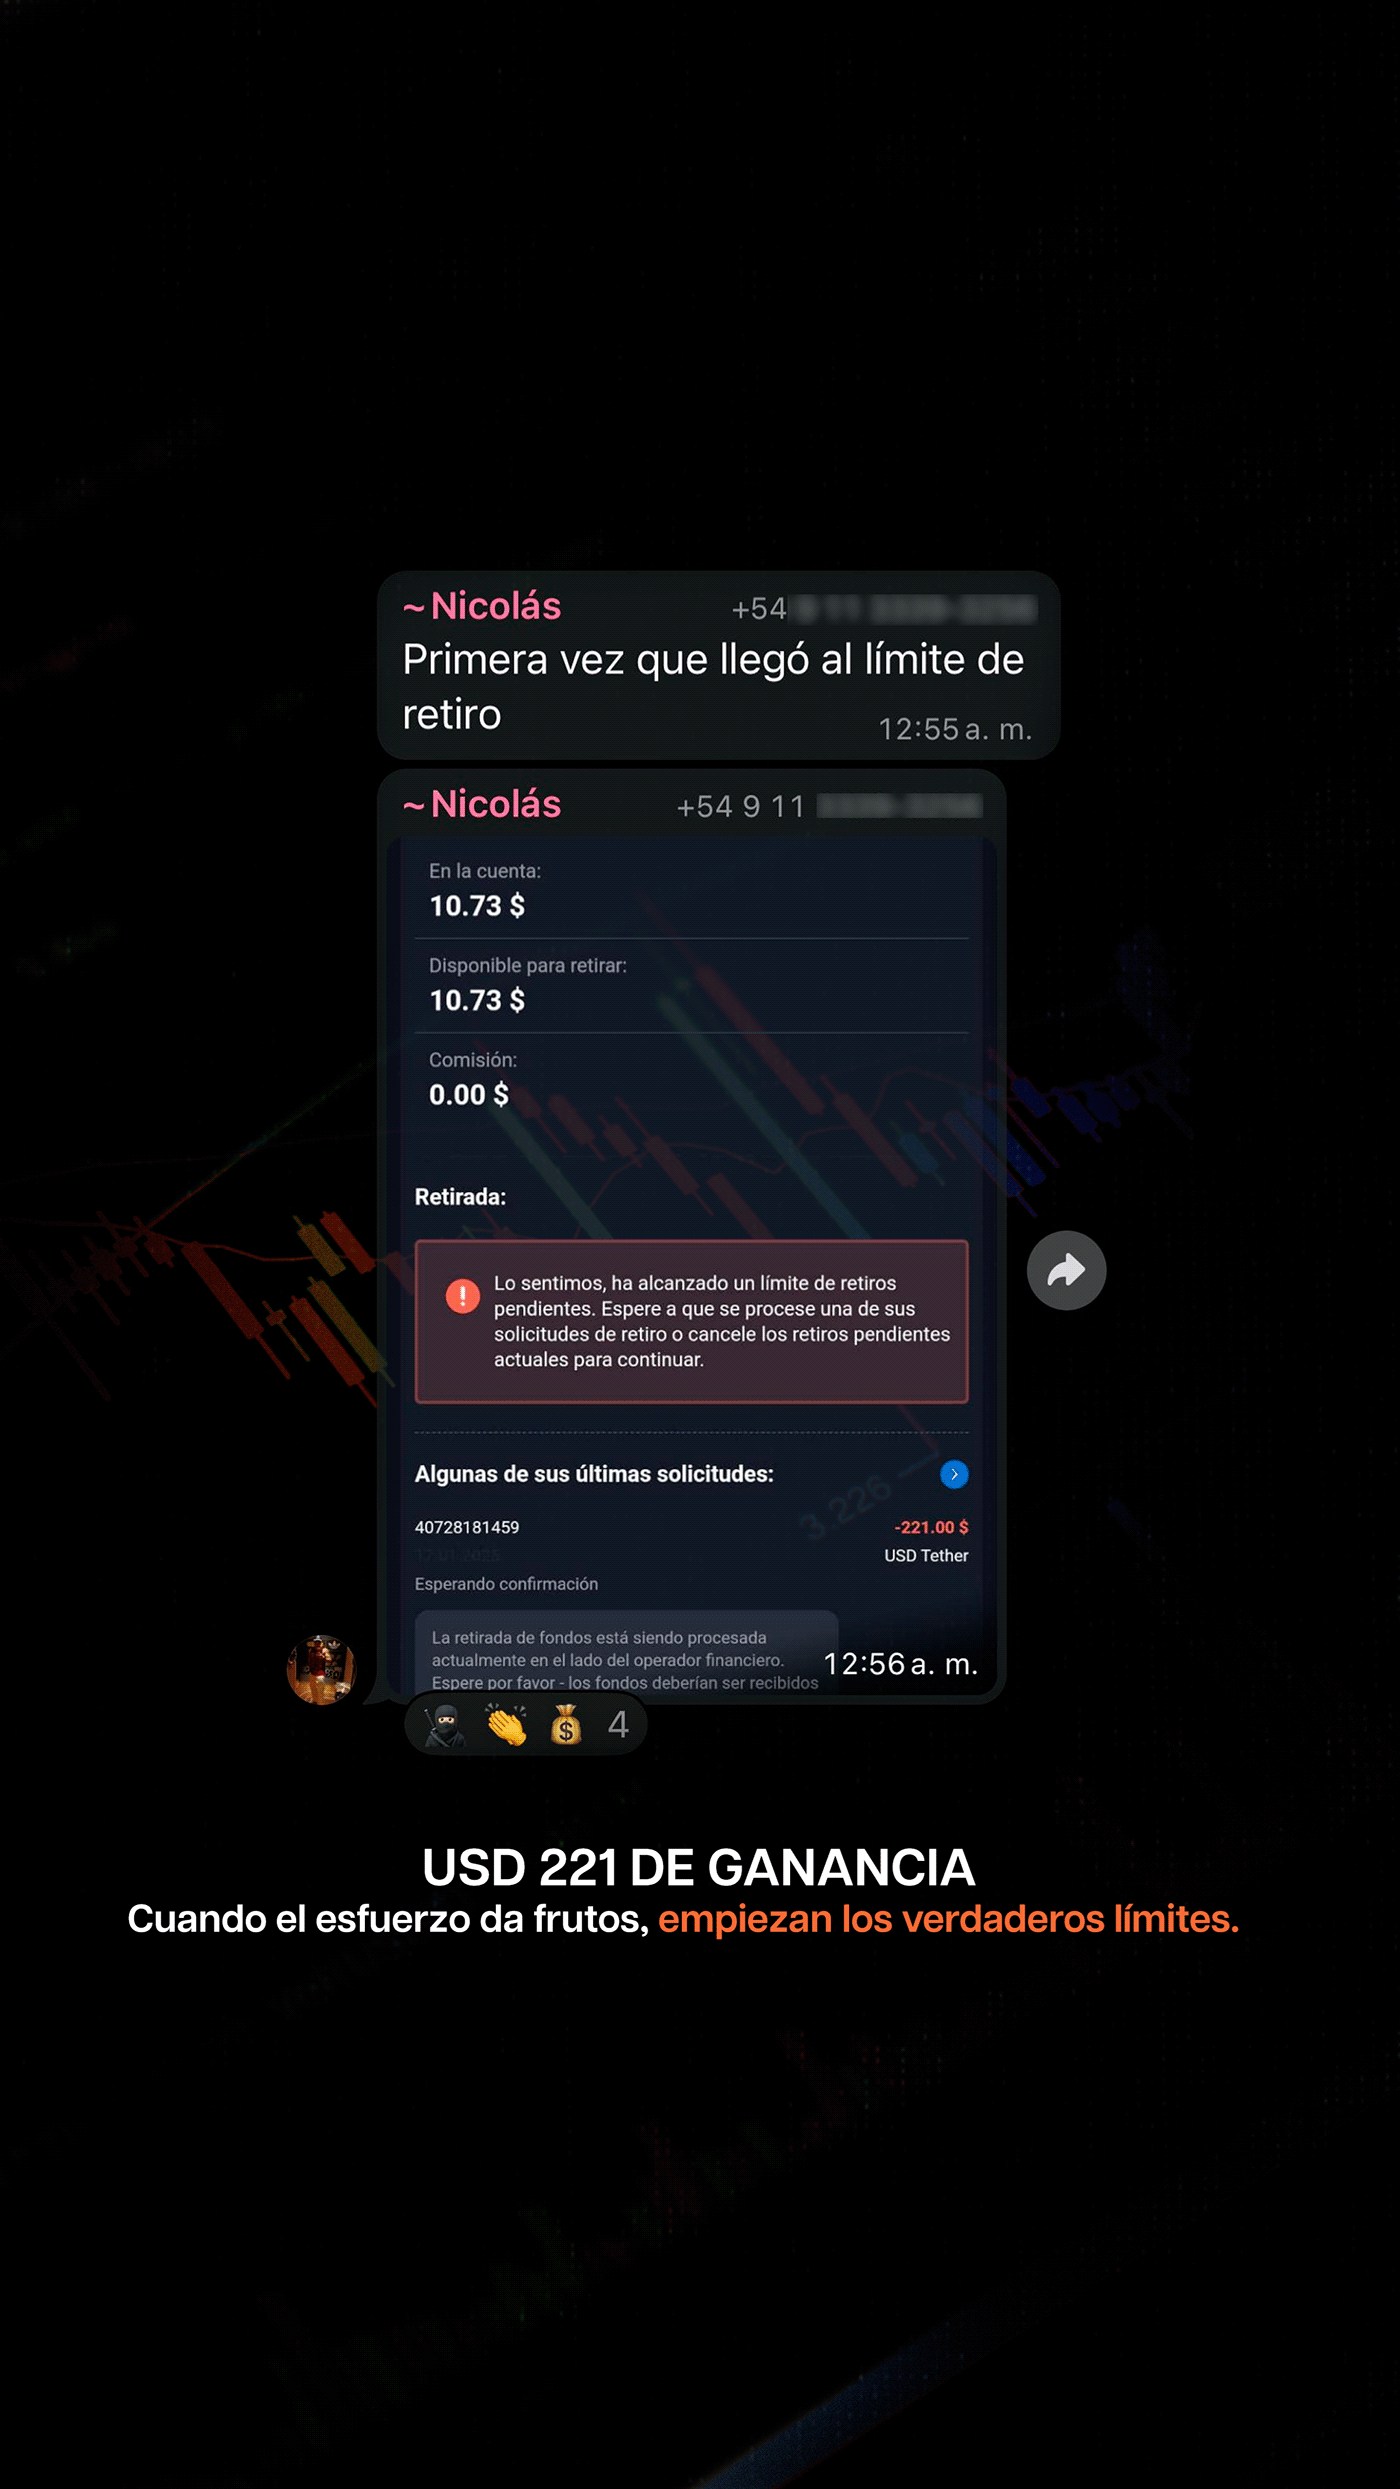 ~ Nicolás +54
Primera vez que llegó al límite de
retiro
12:55 a. m.
~ Nicolás +54 9 11
En la cuenta:
10.73 $
Disponible para retirar:
10.73 $
Comisión:
0.00 $
Retirada:
Lo sentimos, ha alcanzado un límite de retiros
pendientes. Espere a que se procese una de sus
solicitudes de retiro o cancele los retiros pendientes
actuales para continuar.
3.226
Algunas de sus últimas solicitudes:
40728181459 -221.00 $
17.01.2025 USD Tether
Esperando confirmación
La retirada de fondos está siendo procesada
actualmente en el lado del operador financiero.
Espere por favor - los fondos deberían ser recibidos
12:56 a. m.
4
USD 221 DE GANANCIA
Cuando el esfuerzo da frutos, empiezan los verdaderos límites.